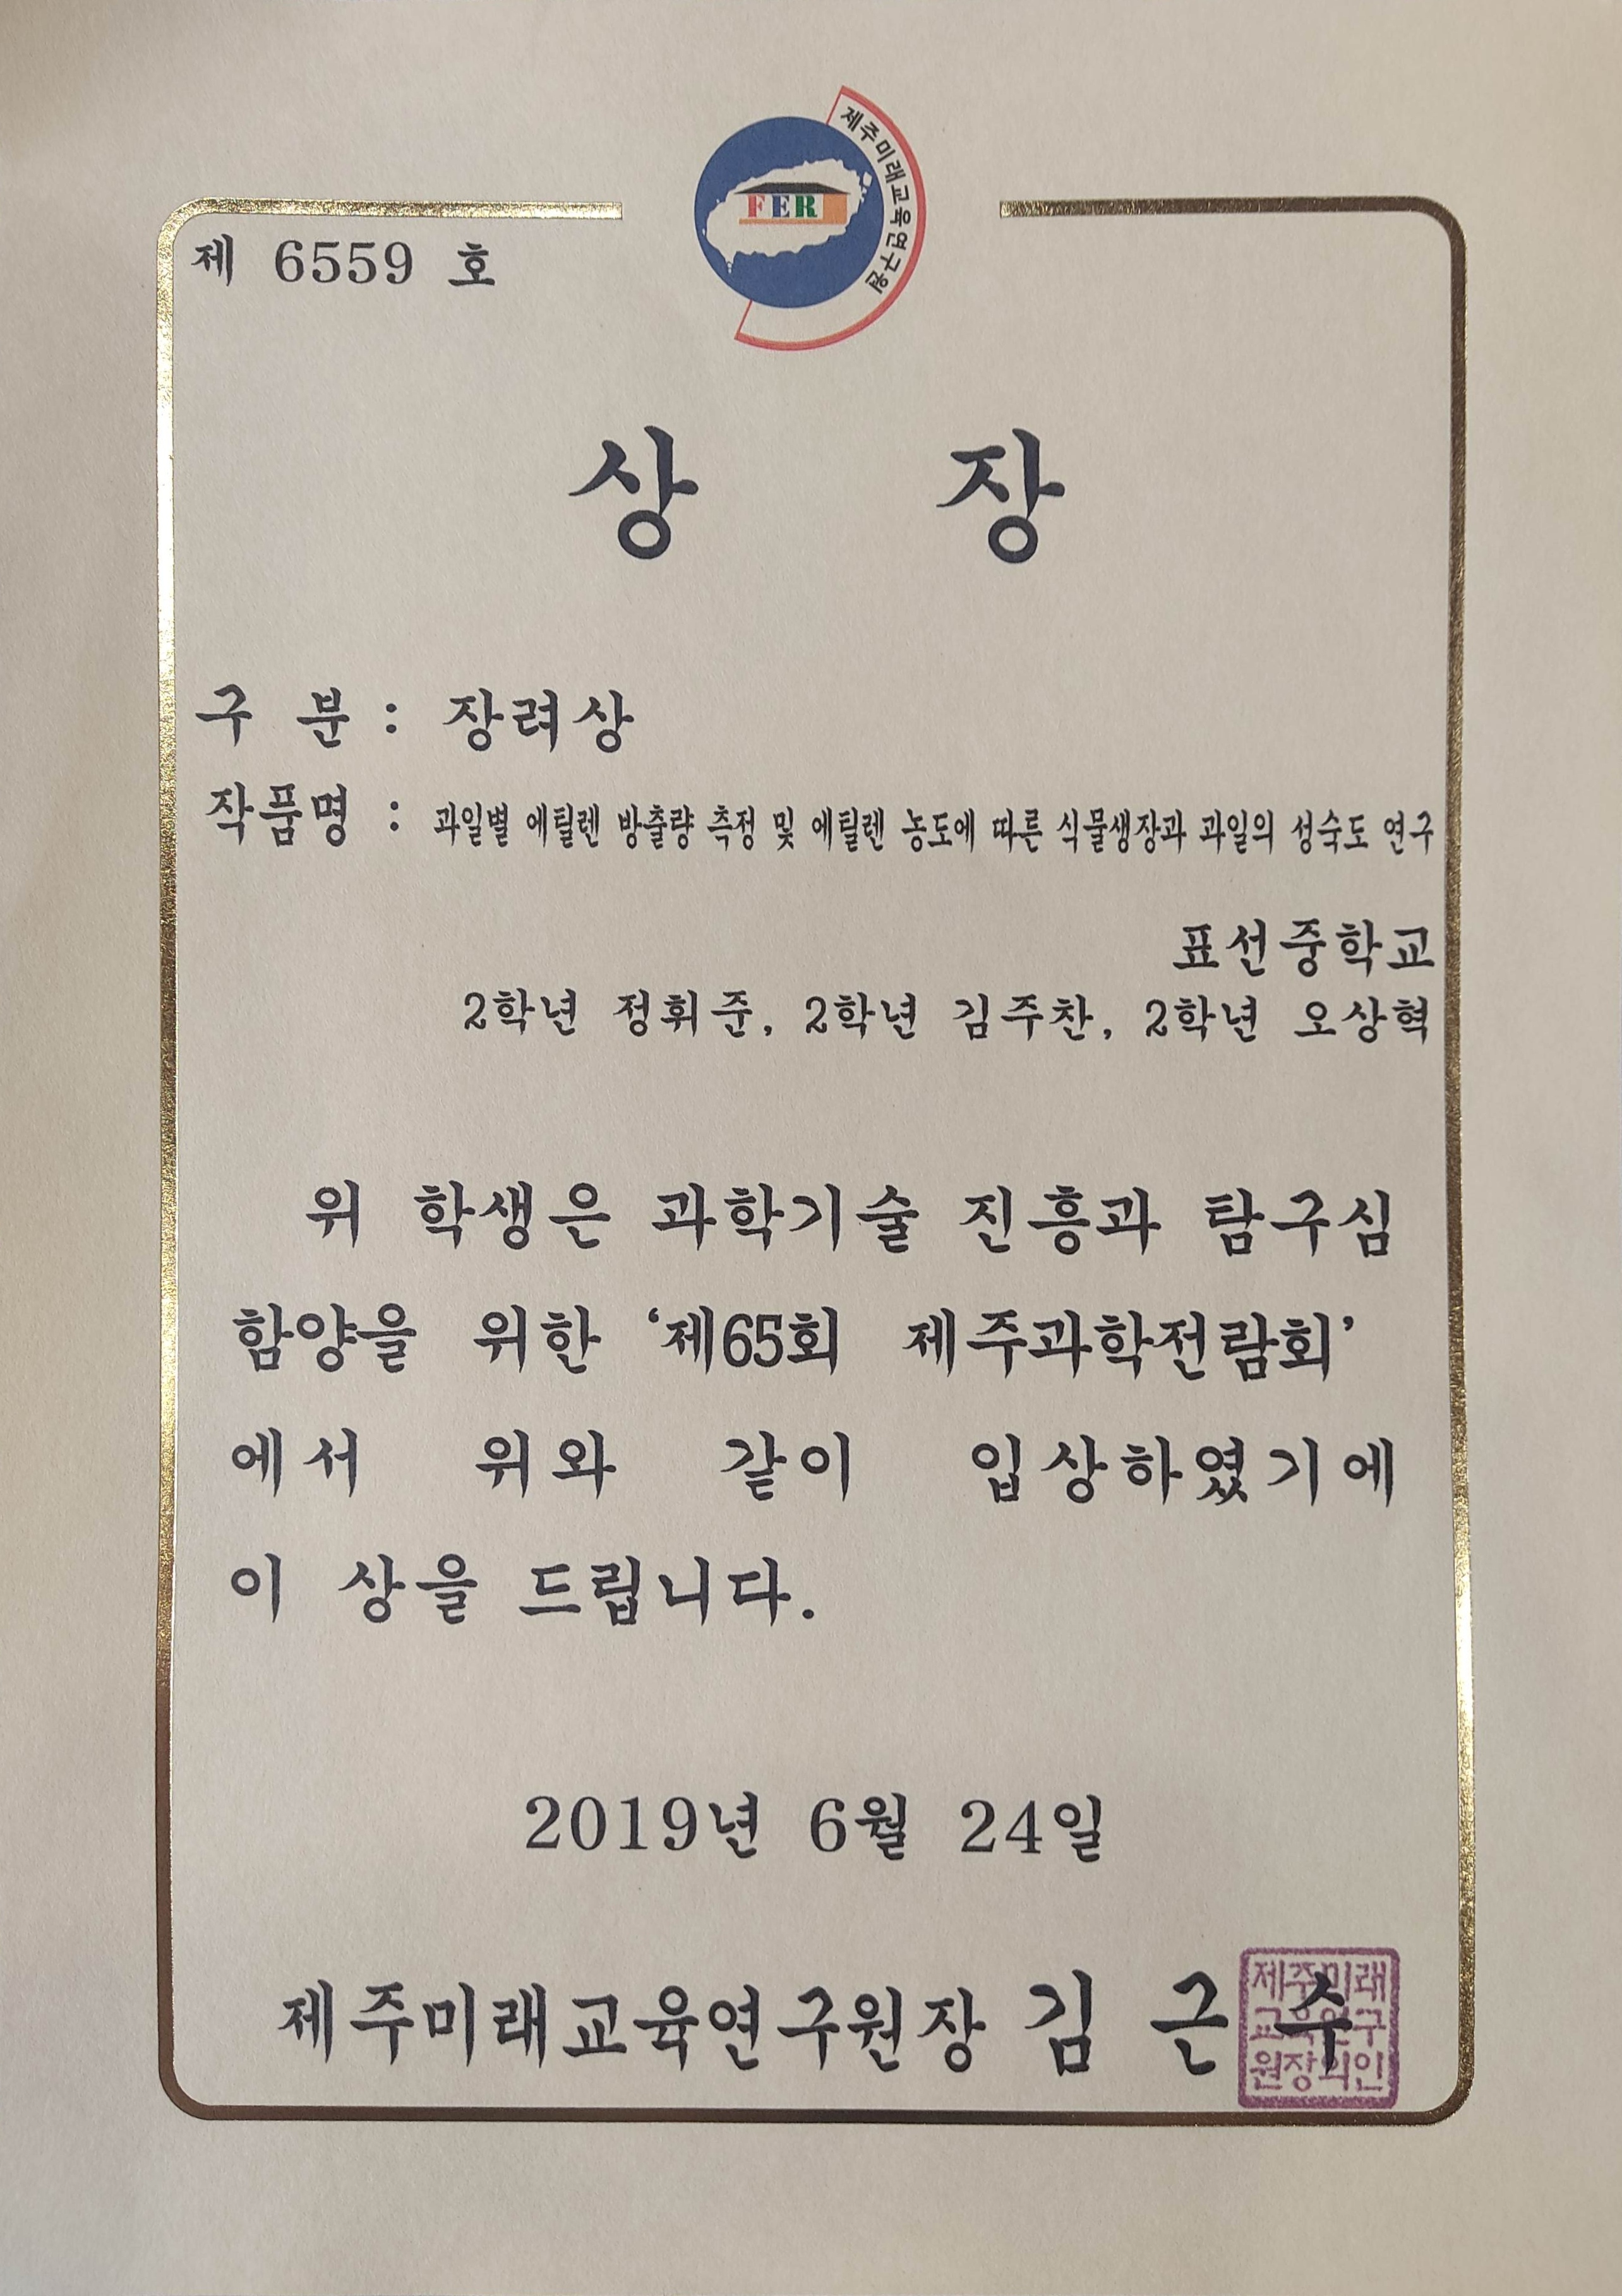 제주미래교육연구원
FER
제 6559 호
상 장
구 분 : 장려상
작품명 : 과일별 에틸렌 방출량 측정 및 에틸렌 농도에 따른 식물생장과 과일의 성숙도 연구
표선중학교
2학년 정휘준, 2학년 김주찬, 2학년 오상혁
위 학생은 과학기술 진흥과 탐구심
함양을 위한 ‘제65회 제주과학전람회’
에서 위와 같이 입상하였기에
이 상을 드립니다.
2019년 6월 24일
제주미래교육연구원장 김 근 수
제주미래
교육연구
원장의인